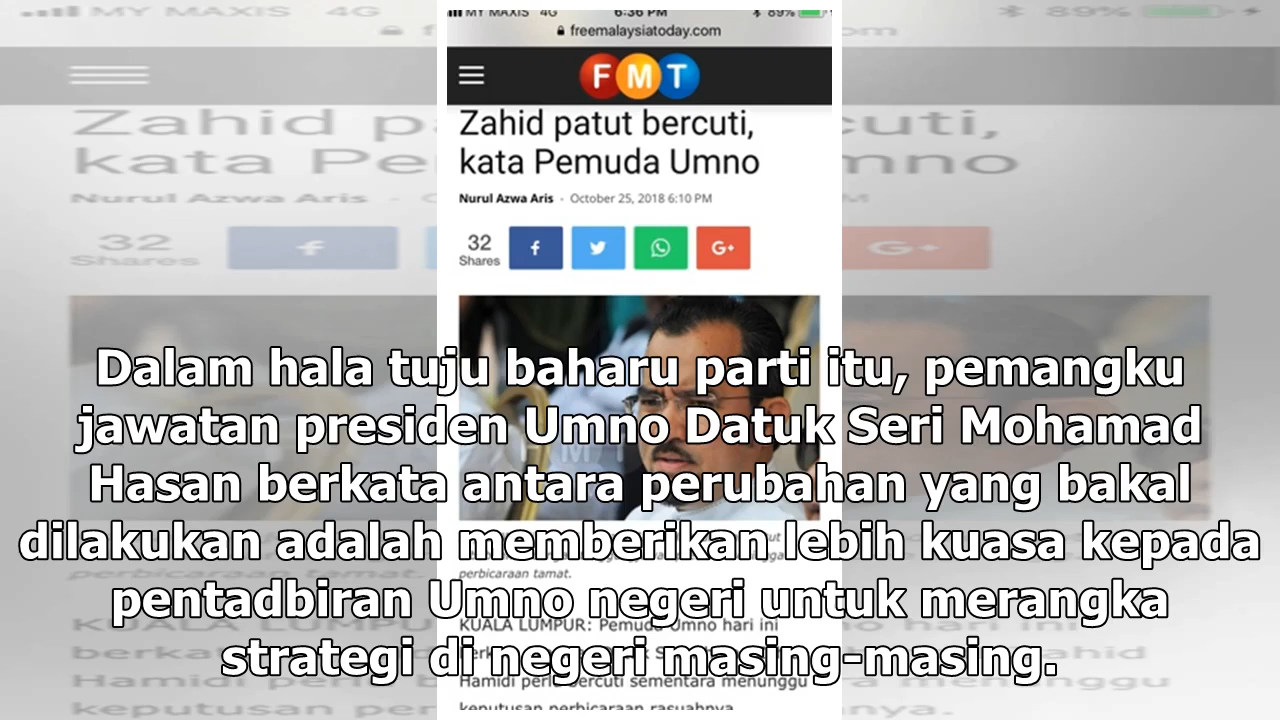 MY MAXIS 4G 6:36 PM 89%
freemalaysiatoday.com
FMT
Zahid patut bercuti,
kata Pemuda Umno
Nurul Azwa Aris - October 25, 2018 6:10 PM
32
Shares
Dalam hala tuju baharu parti itu, pemangku
jawatan presiden Umno Datuk Seri Mohamad
Hasan berkata antara perubahan yang bakal
dilakukan adalah memberikan lebih kuasa kepada
perbicaraan tamat.
pentadbiran Umno negeri untuk merangka
KUALA LUMPUR: Pemuda Umno hari ini
strategi di negeri masing-masing.
Hamidi perlu bercuti sementara menunggu
keputusan perbicaraan rasuahnya